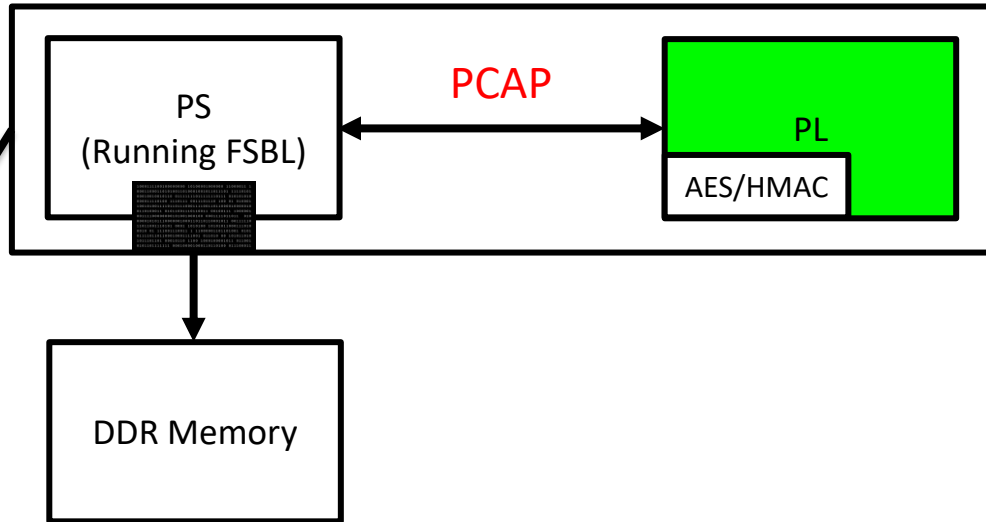 PS
(Running FSBL)
PCAP
PL
AES/HMAC
DDR Memory